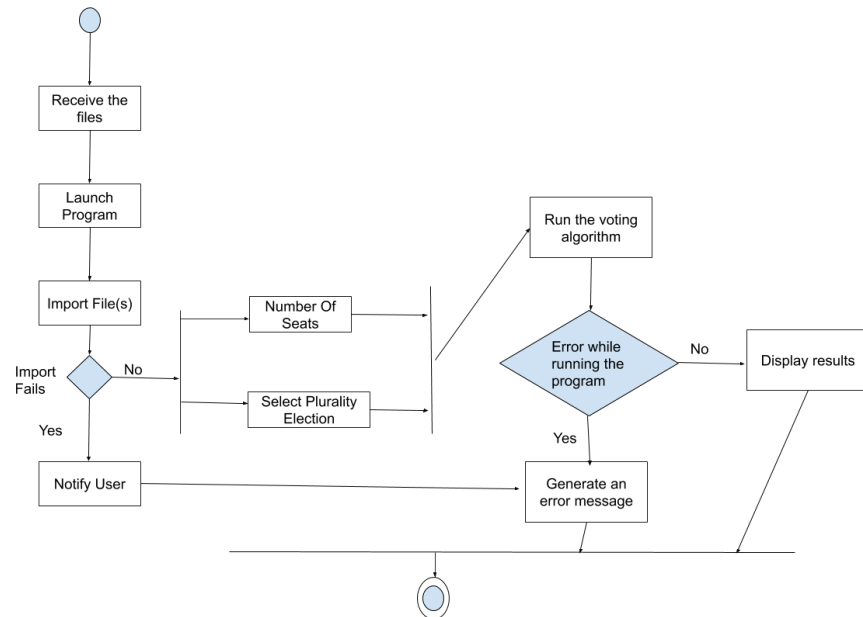 Receive the
files
Launch
Program
Import File(s)
Import
Fails
No
Yes
Notify User
Number Of
Seats
Select Plurality
Election
Run the voting
algorithm
Error while
running the
program
No
Display results
Yes
Generate an
error message